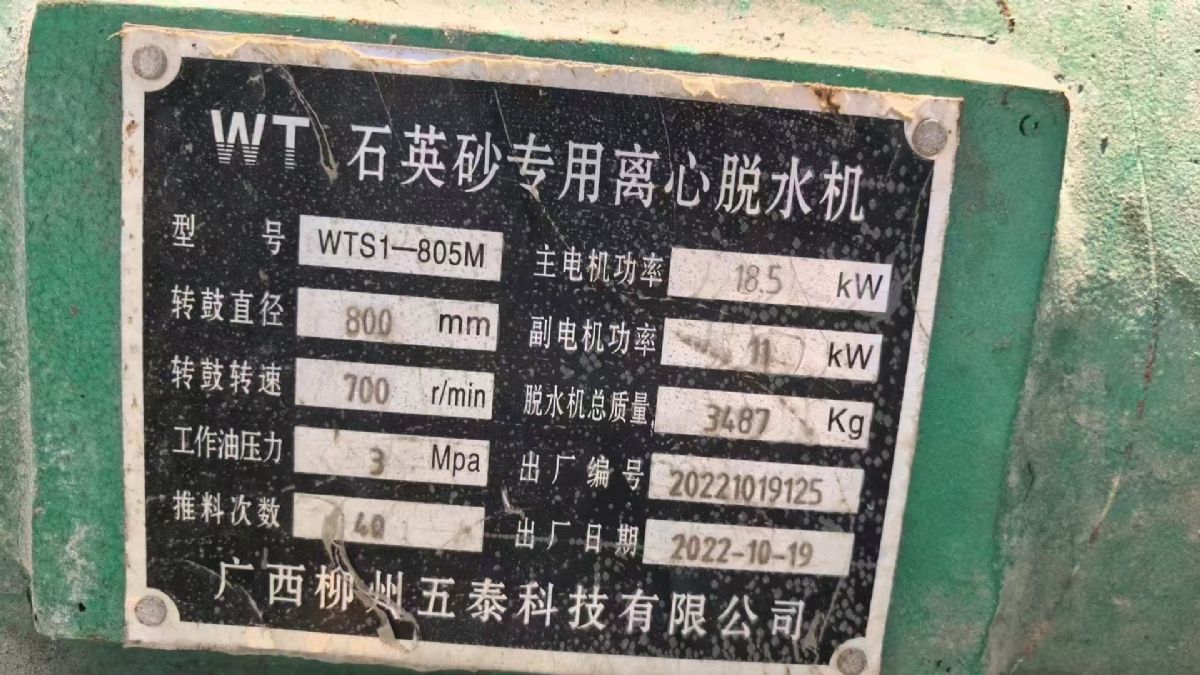 WT 石英砂专用离心脱水机
型号 WTS1—805M 主电机功率 18.5 kW
转鼓直径 800 mm 副电机功率 11 kW
转鼓转速 700 r/min 脱水机总质量 3487 Kg
工作油压力 3 Mpa 出厂编号 20221019125
推料次数 40 出厂日期 2022-10-19
广西柳州五泰科技有限公司